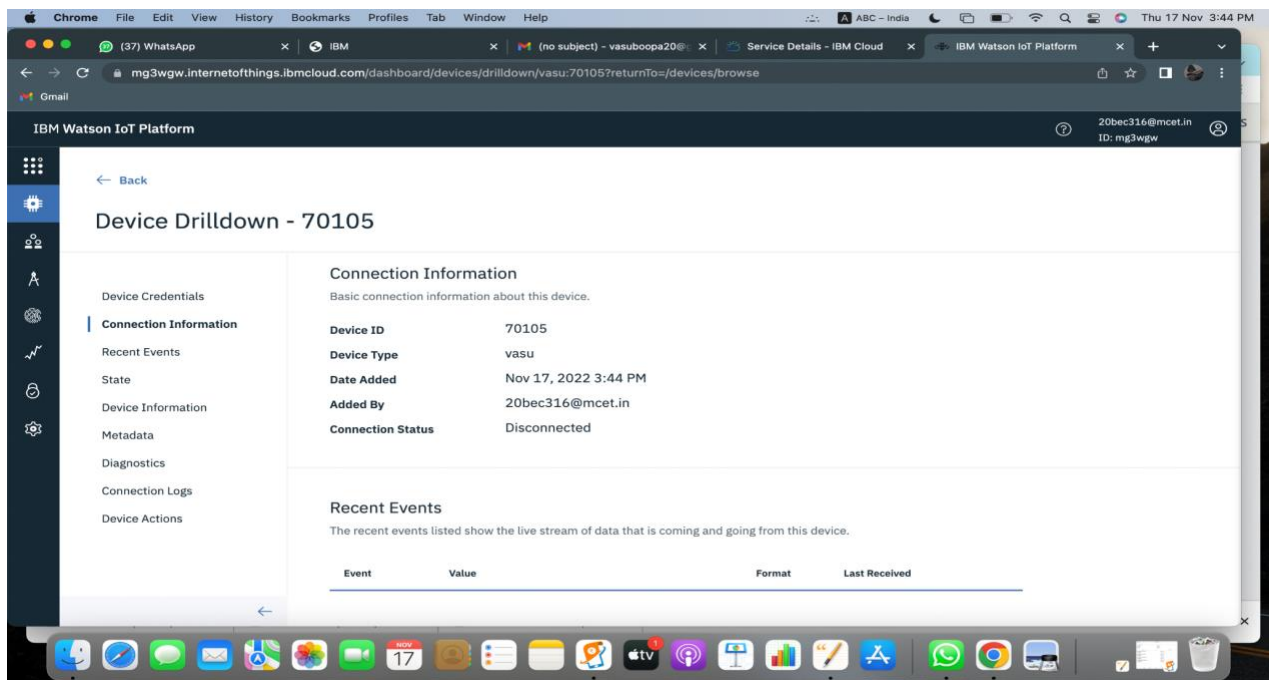 Chrome File Edit View History Bookmarks Profiles Tab Window Help A ABC – India Thu 17 Nov 3:44 PM
(37) WhatsApp IBM (no subject) - vasuboopa20@g Service Details - IBM Cloud IBM Watson IoT Platform
mg3wgw.internetofthings.ibmcloud.com/dashboard/devices/drilldown/vasu:70105?returnTo=/devices/browse
Gmail
IBM Watson IoT Platform
20bec316@mcet.in
ID: mg3wgw
Back
Device Drilldown - 70105
Device Credentials
Connection Information
Recent Events
State
Device Information
Metadata
Diagnostics
Connection Logs
Device Actions
Connection Information
Basic connection information about this device.
Device ID 70105
Device Type vasu
Date Added Nov 17, 2022 3:44 PM
Added By 20bec316@mcet.in
Connection Status Disconnected
Recent Events
The recent events listed show the live stream of data that is coming and going from this device.
Event Value Format Last Received
NOV
17
tv
1